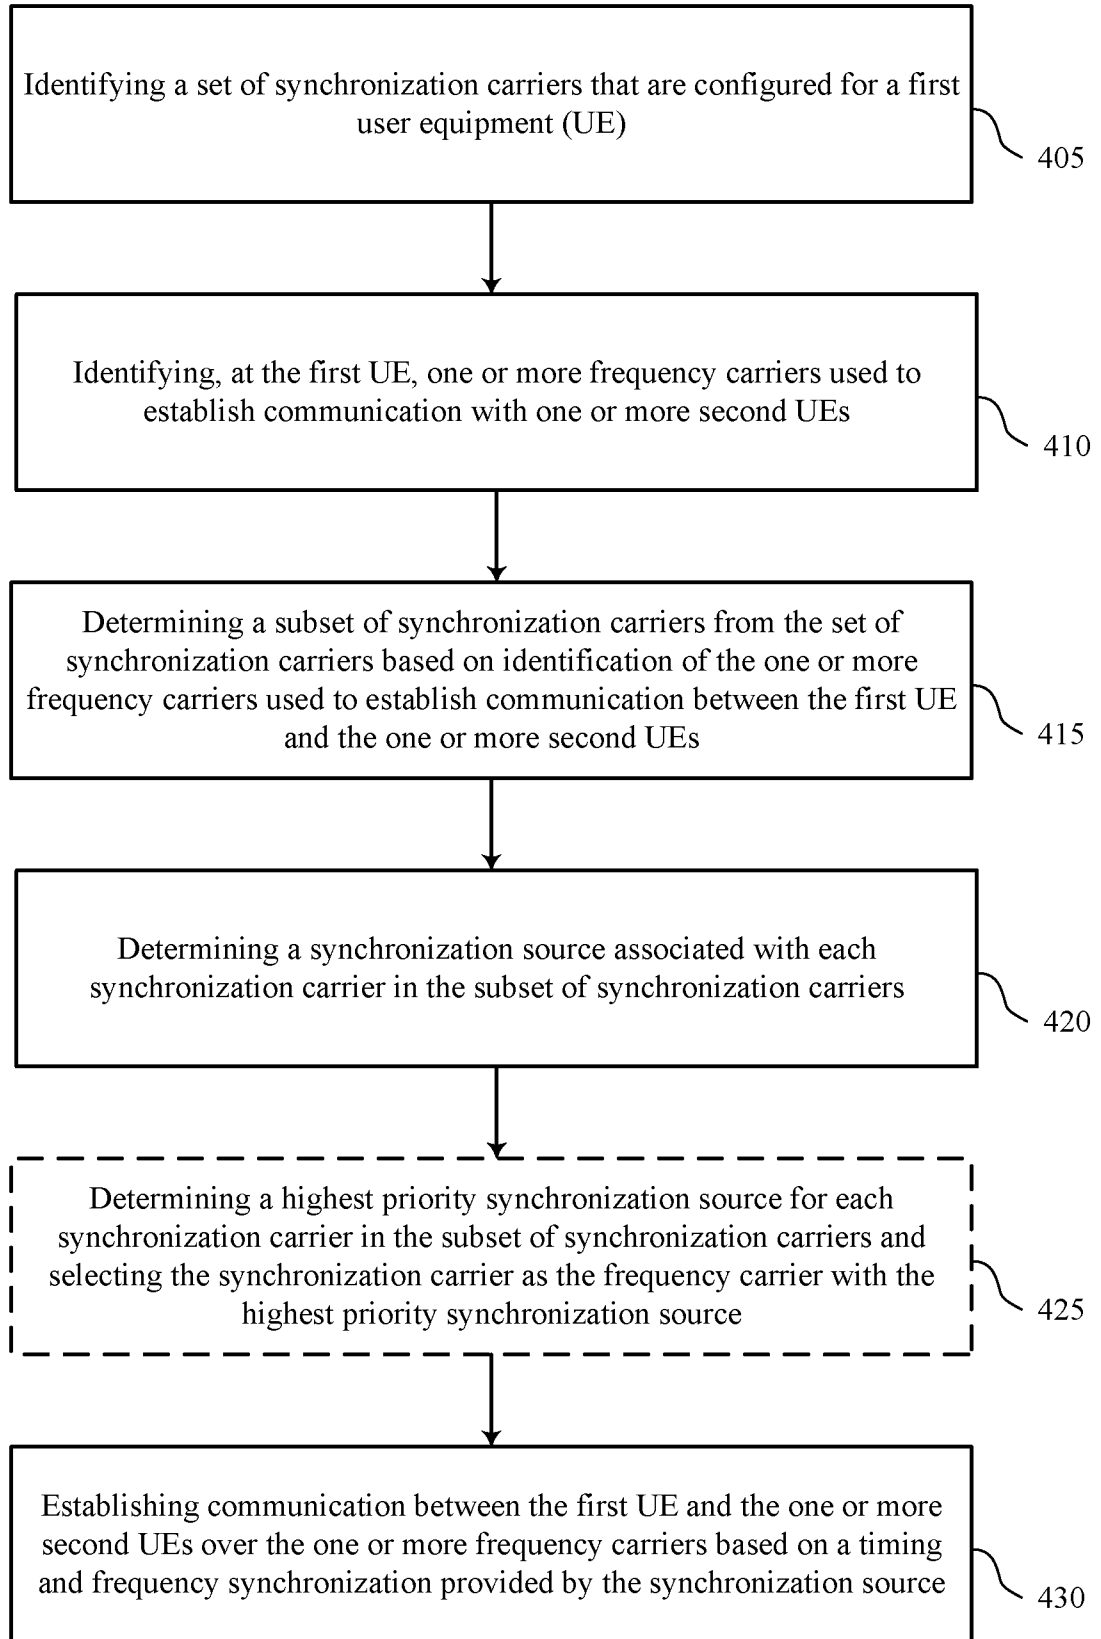 Identifying a set of synchronization carriers that are configured for a first
user equipment (UE)
405
Identifying, at the first UE, one or more frequency carriers used to
establish communication with one or more second UEs
410
Determining a subset of synchronization carriers from the set of
synchronization carriers based on identification of the one or more
frequency carriers used to establish communication between the first UE
and the one or more second UEs
415
Determining a synchronization source associated with each
synchronization carrier in the subset of synchronization carriers
420
Determining a highest priority synchronization source for each
synchronization carrier in the subset of synchronization carriers and
selecting the synchronization carrier as the frequency carrier with the
highest priority synchronization source
425
Establishing communication between the first UE and the one or more
second UEs over the one or more frequency carriers based on a timing
and frequency synchronization provided by the synchronization source
430